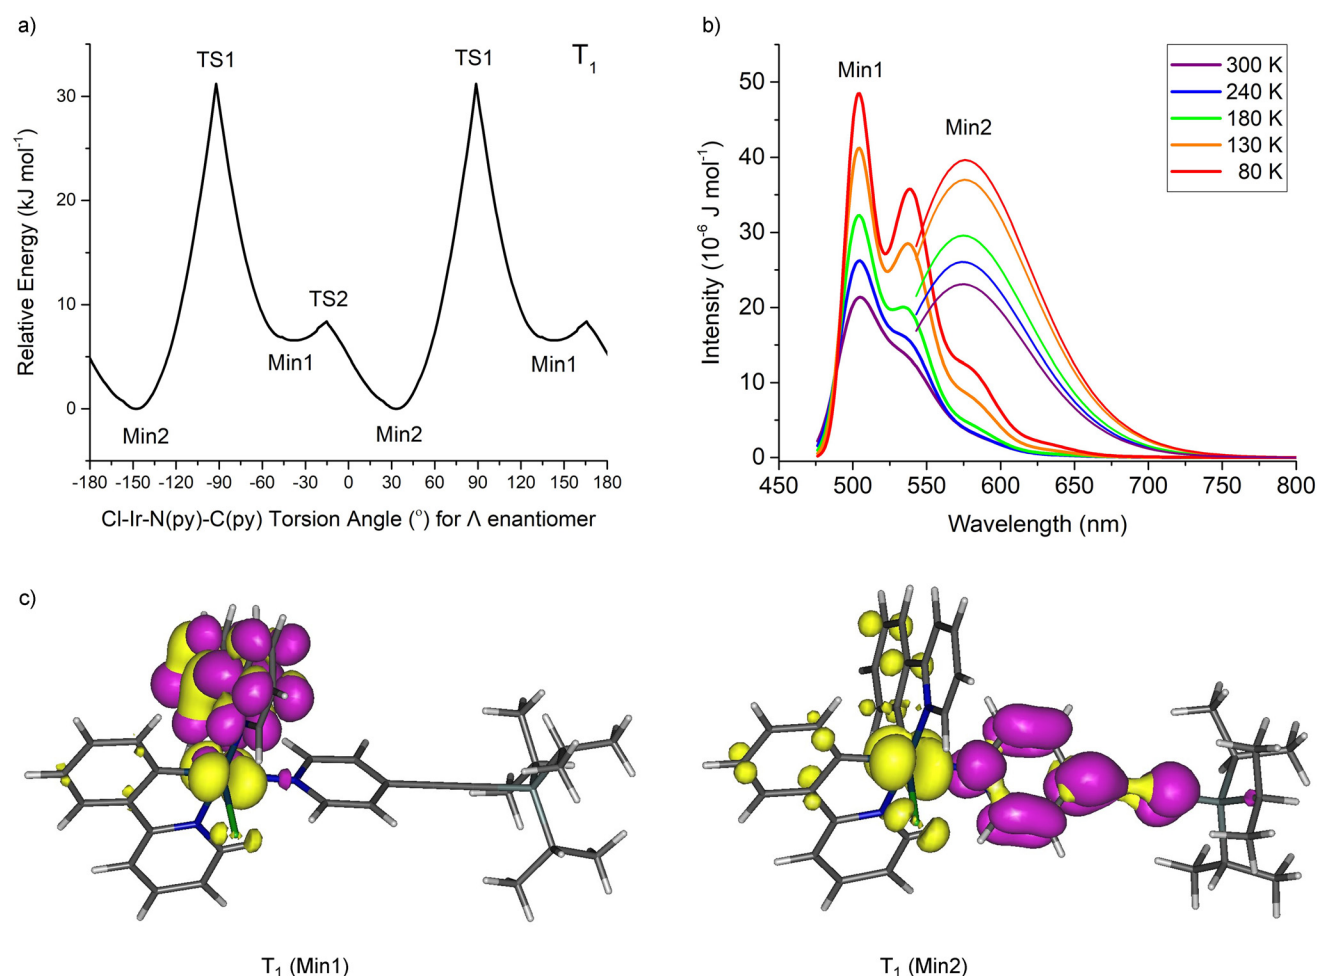 a)
TS1
TS1
T1
TS2
Min1
Min1
Min2
Min2
30
20
10
0
-180 -150 -120 -90 -60 -30 0 30 60 90 120 150 180
Relative Energy (kJ mol-1)
Cl-Ir-N(py)-C(py) Torsion Angle (°) for Λ enantiomer
b)
Min1
Min2
300 K
240 K
180 K
130 K
80 K
50
40
30
20
10
0
450 500 550 600 650 700 750 800
Intensity (10-6 J mol-1)
Wavelength (nm)
c)
T1 (Min1)
T1 (Min2)